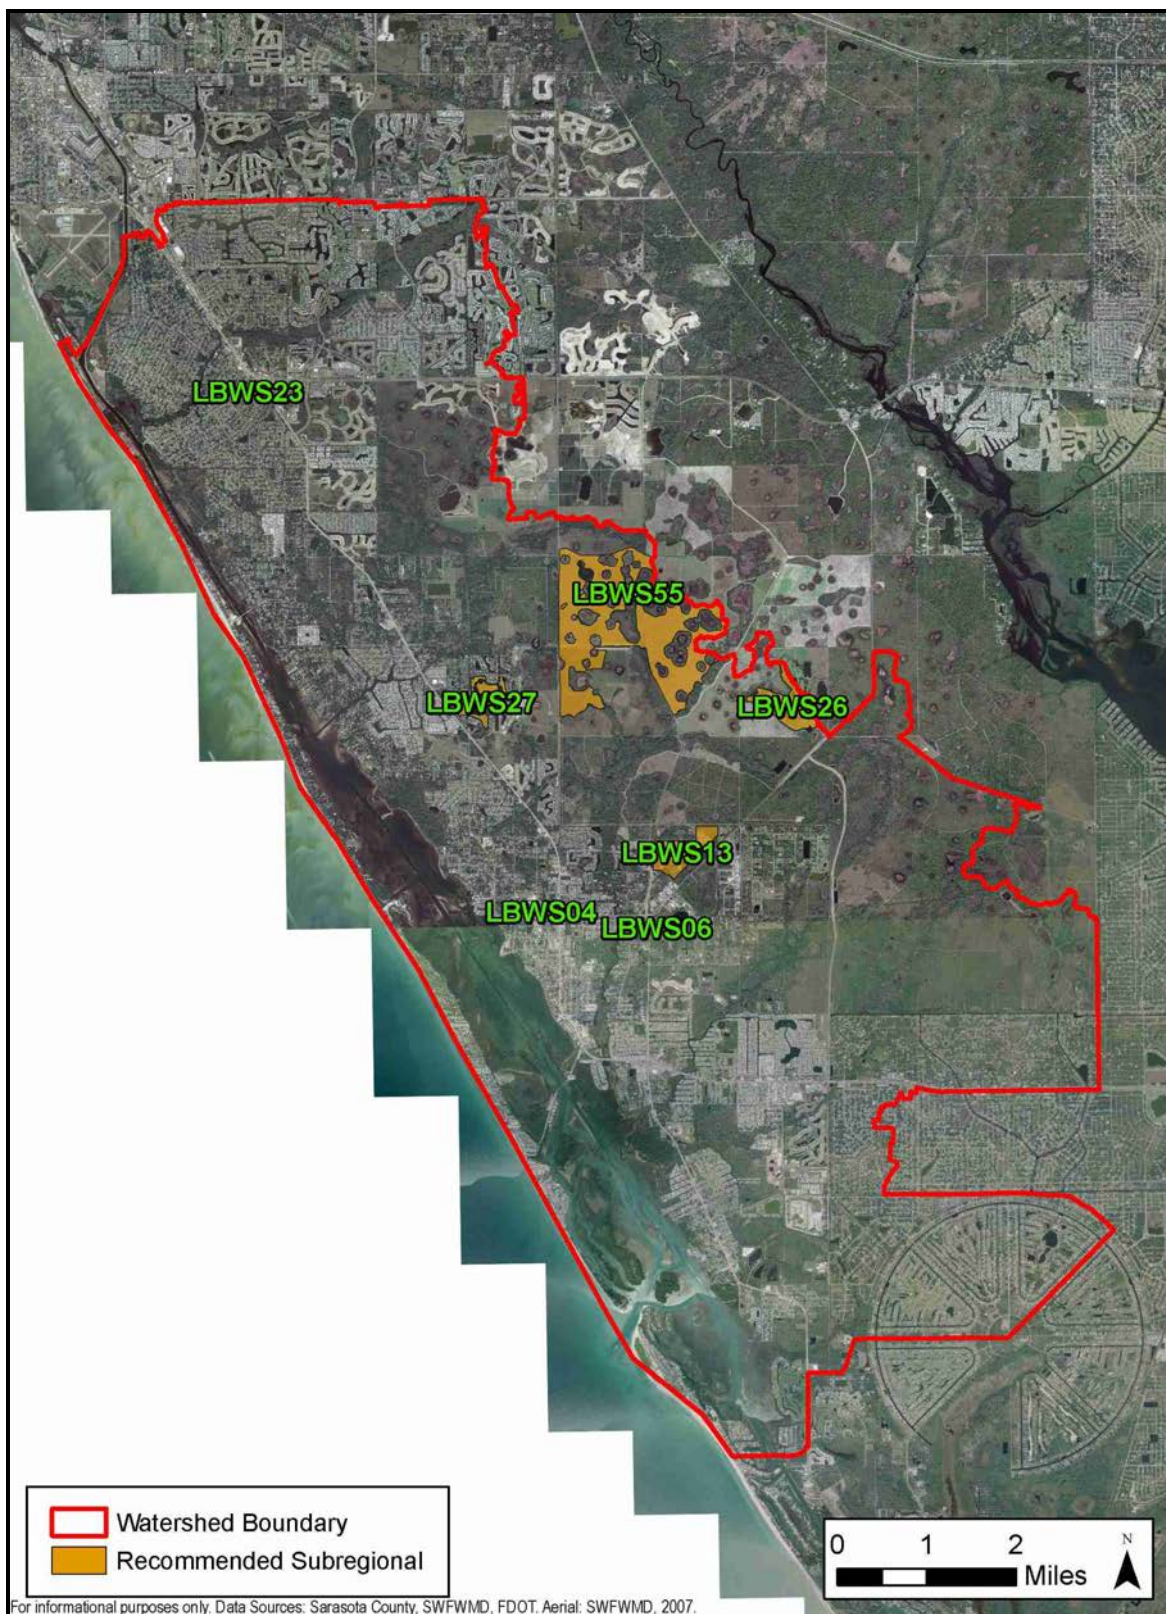 LBWS23
LBWS55
LBWS27
LBWS26
LBWS13
LBWS04
LBWS06
Watershed Boundary
Recommended Subregional
0 1 2
Miles
N
For informational purposes only. Data Sources: Sarasota County, SWFWMD, FDOT. Aerial: SWFWMD, 2007.